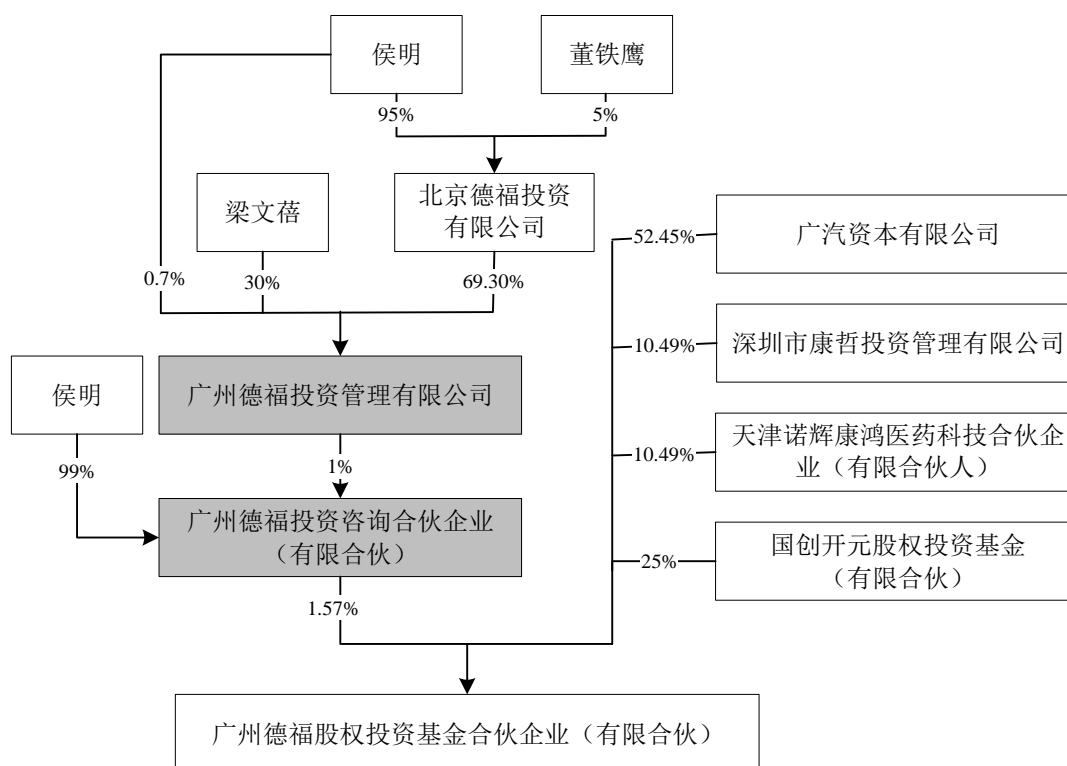 侯明
董铁鹰
95%
5%
梁文蓓
北京德福投资
有限公司
广汽资本有限公司
52.45%
0.7%
30%
69.30%
深圳市康哲投资管理有限公司
10.49%
侯明
广州德福投资管理有限公司
天津诺辉康鸿医药科技合伙企
业（有限合伙人）
10.49%
99%
1%
广州德福投资咨询合伙企业
（有限合伙）
国创开元股权投资基金
（有限合伙）
25%
1.57%
广州德福股权投资基金合伙企业（有限合伙）